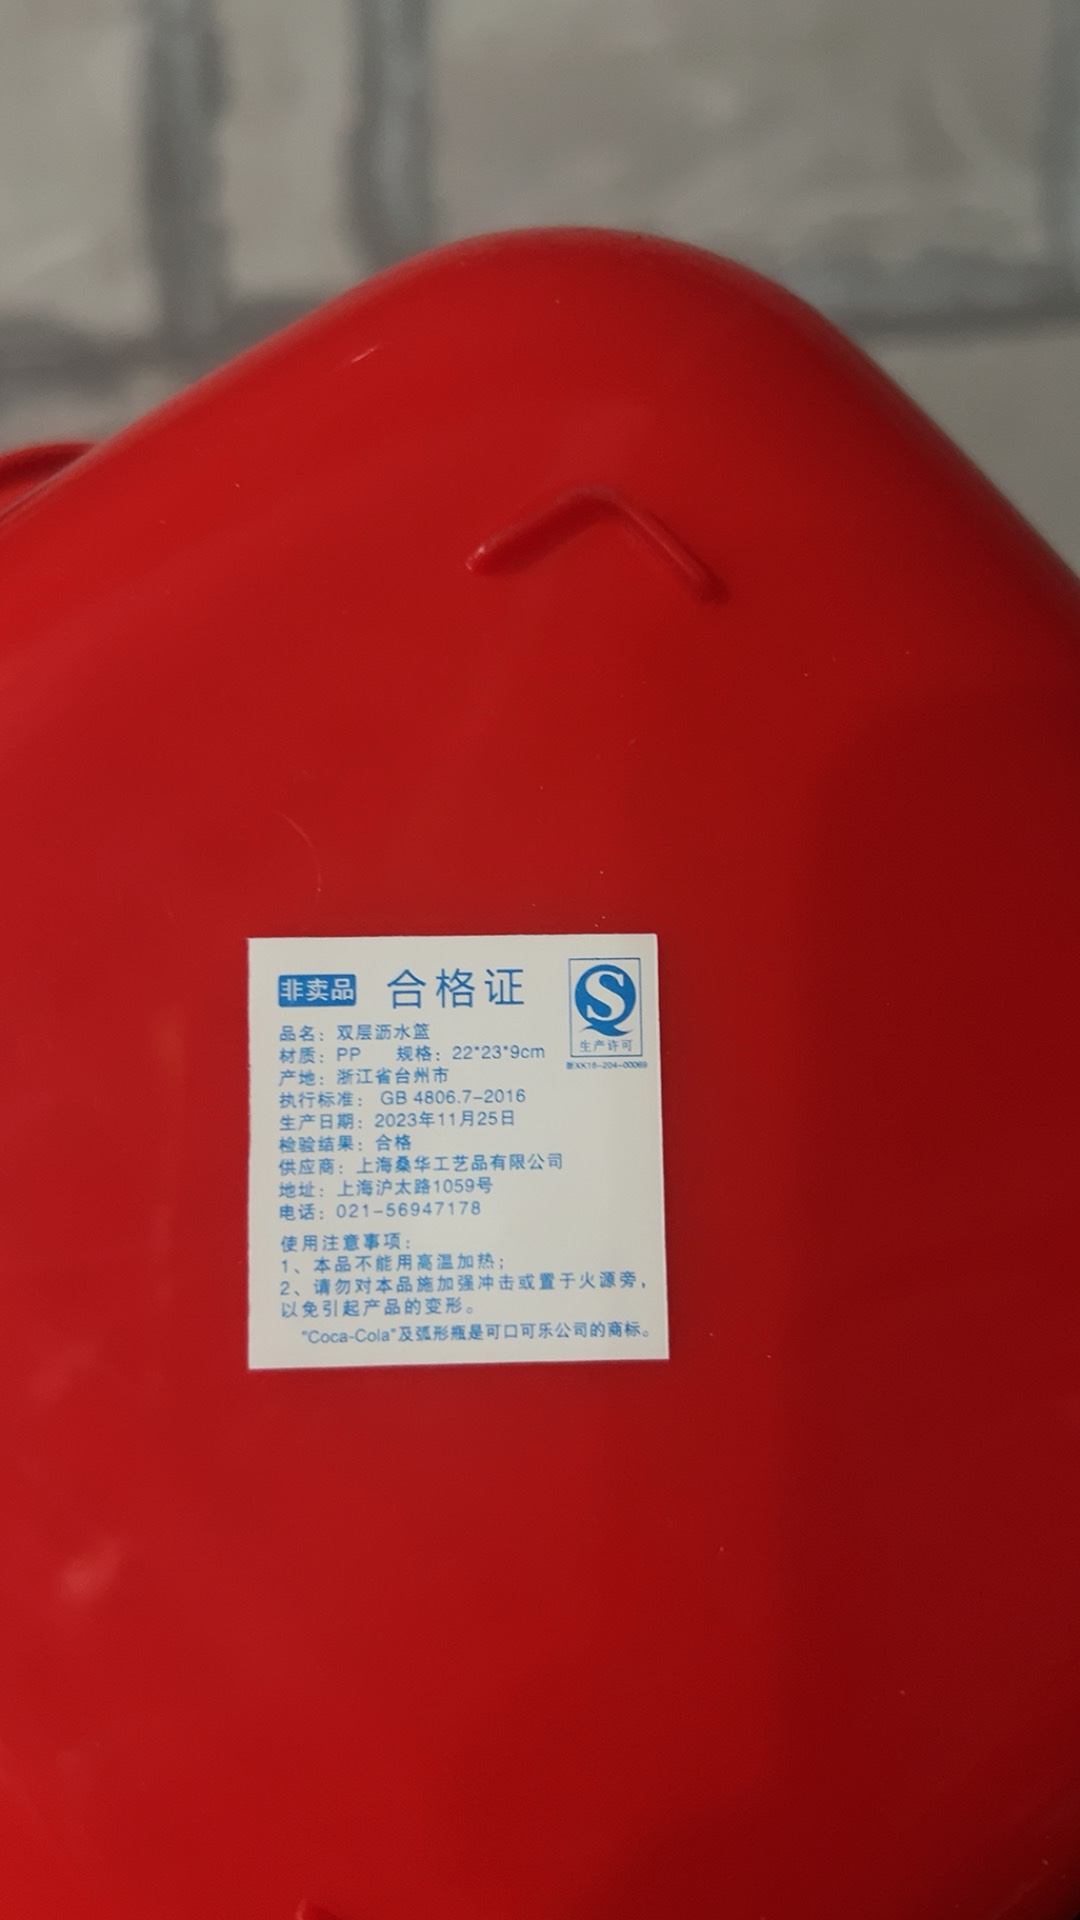 非卖品 合格证
生产许可
浙XK16-204-00069
品名：双层沥水篮
材质：PP 规格：22*23*9cm
产地：浙江省台州市
执行标准： GB 4806.7-2016
生产日期：2023年11月25日
检验结果：合格
供应商：上海桑华工艺品有限公司
地址：上海沪太路1059号
电话：021-56947178
使用注意事项：
1、本品不能用高温加热；
2、请勿对本品施加强冲击或置于火源旁，
以免引起产品的变形。
"Coca-Cola"及弧形瓶是可口可乐公司的商标。